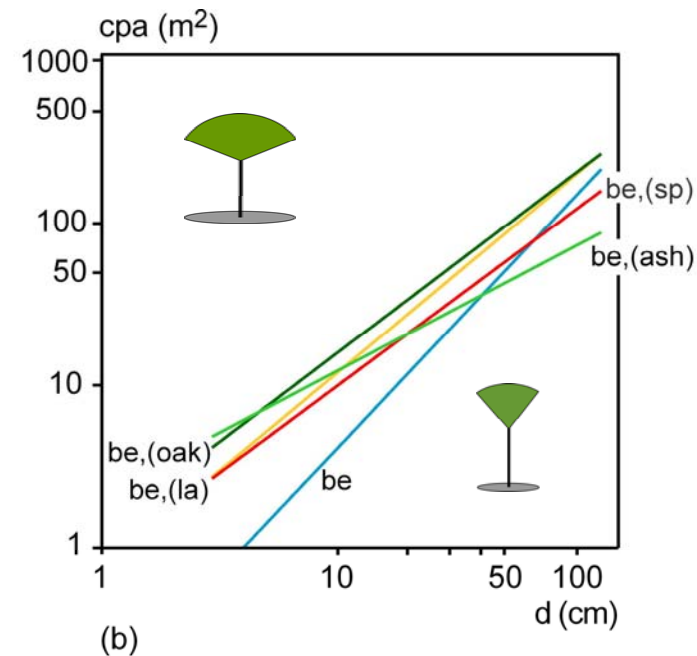 cpa (m²)
1000
500
100
50
10
1
be,(sp)
be,(ash)
be,(oak)
be,(la)
be
1 10 50 100
d (cm)
(b)